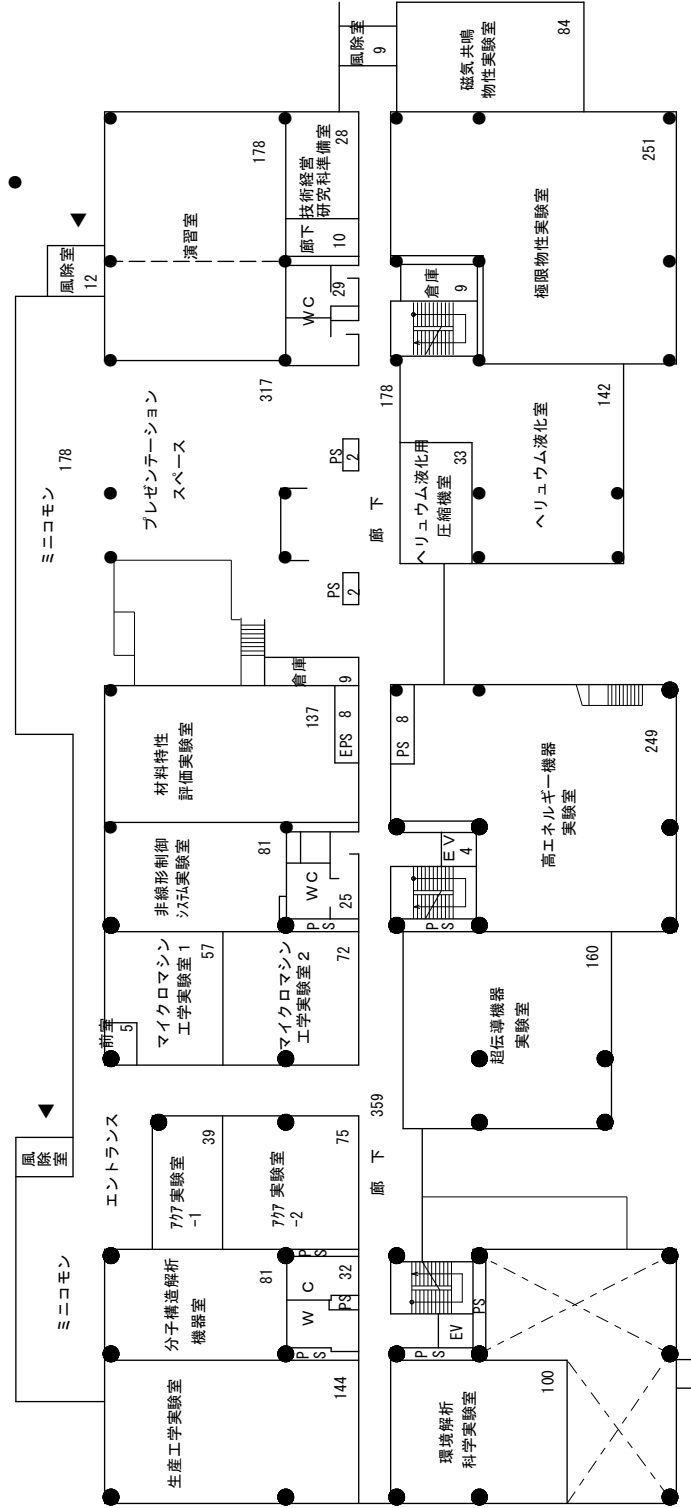 ミニコモン
風除室
エントランス
ミニコモン
178
風除室
12
生産工学実験室
144
分子構造解析
機器室
81
W C
32
PS
PS
PS
アクア実験室
-1
39
アクア実験室
-2
75
前室
5
マイクロマシン
工学実験室1
57
マイクロマシン
工学実験室2
72
非線形制御
システム実験室
81
WC
25
PS
材料特性
評価実験室
137
EPS 8
倉庫
9
プレゼンテーション
スペース
317
PS
2
PS
2
演習室
178
WC
29
廊下
10
技術経営
研究科準備室
28
風除室
9
廊 下
359
廊 下
178
環境解析
科学実験室
100
PS
EV
PS
超伝導機器
実験室
160
PS
EV
4
PS 8
高エネルギー機器
実験室
249
ヘリュウム液化用
圧縮機室
33
ヘリュウム液化室
142
倉庫
9
極限物性実験室
251
磁気共鳴
物性実験室
84